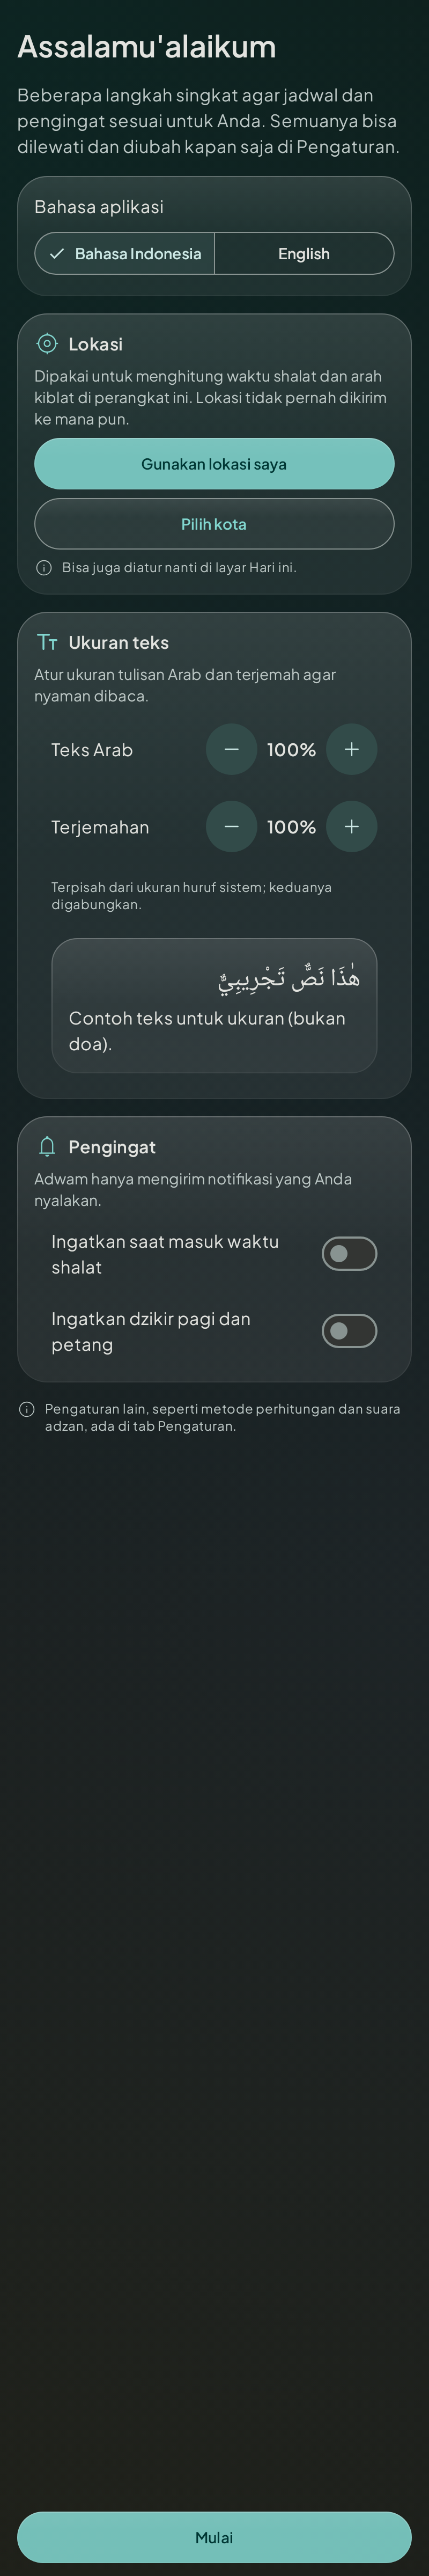 Assalamu'alaikum
Beberapa langkah singkat agar jadwal dan
pengingat sesuai untuk Anda. Semuanya bisa
dilewati dan diubah kapan saja di Pengaturan.
Bahasa aplikasi
Bahasa Indonesia
English
Lokasi
Dipakai untuk menghitung waktu shalat dan arah
kiblat di perangkat ini. Lokasi tidak pernah dikirim
ke mana pun.
Gunakan lokasi saya
Pilih kota
Bisa juga diatur nanti di layar Hari ini.
Ukuran teks
Atur ukuran tulisan Arab dan terjemah agar
nyaman dibaca.
Teks Arab
100%
Terjemahan
100%
Terpisah dari ukuran huruf sistem; keduanya
digabungkan.
هٰذَا نَصٌّ تَجْرِيبِيٌّ
Contoh teks untuk ukuran (bukan
doa).
Pengingat
Adwam hanya mengirim notifikasi yang Anda
nyalakan.
Ingatkan saat masuk waktu
shalat
Ingatkan dzikir pagi dan
petang
Pengaturan lain, seperti metode perhitungan dan suara
adzan, ada di tab Pengaturan.
Mulai